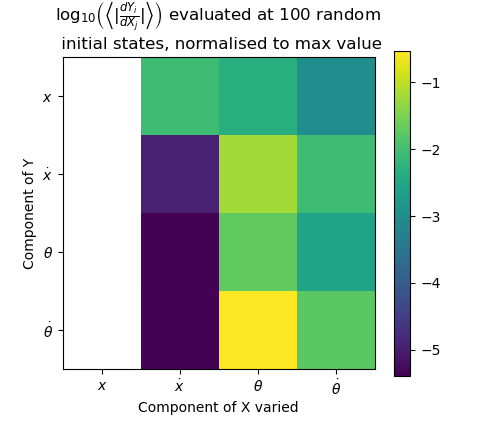 log₁₀(⟨|dYᵢ/dXⱼ|⟩) evaluated at 100 random
initial states, normalised to max value
Component of Y
x
ẋ
θ
θ̇
x
ẋ
θ
θ̇
Component of X varied
−1
−2
−3
−4
−5